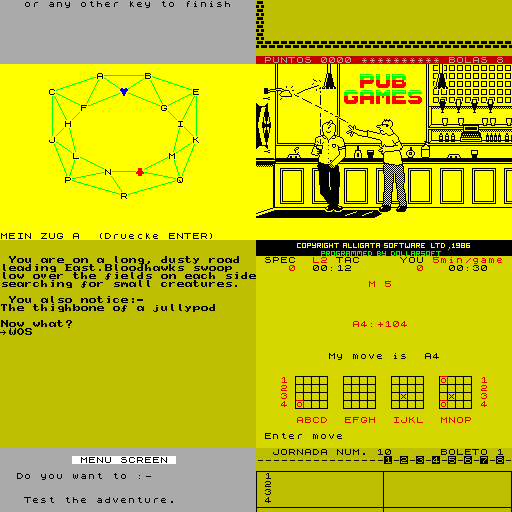 or any other key to finish
PUNTOS 0000 ********** BOLAS 8
A B
C E
F G
H I
J K
L M
N
P Q
R
MEIN ZUG A (Druecke ENTER)
PUB
GAMES
COPYRIGHT ALLIGATA SOFTWARE LTD ,1986
PROGRAMMED BY DOLLARSOFT
You are on a long, dusty road
leading East.Bloodhawks swoop
low over the fields on each side
searching for small creatures.
You also notice:-
The thighbone of a jullypod
Now what?
→WOS
SPEC L2 TAC YOU 5min/game
0 00:12 0 00:30
M 5
A4:+104
My move is A4
1 1
2 2
3 3
4 4
ABCD EFGH IJKL MNOP
Enter move
MENU SCREEN
Do you want to :-
Test the adventure.
JORNADA NUM. 10 BOLETO 1
1-2-3-4-5-6-7-8
1
2
3
4